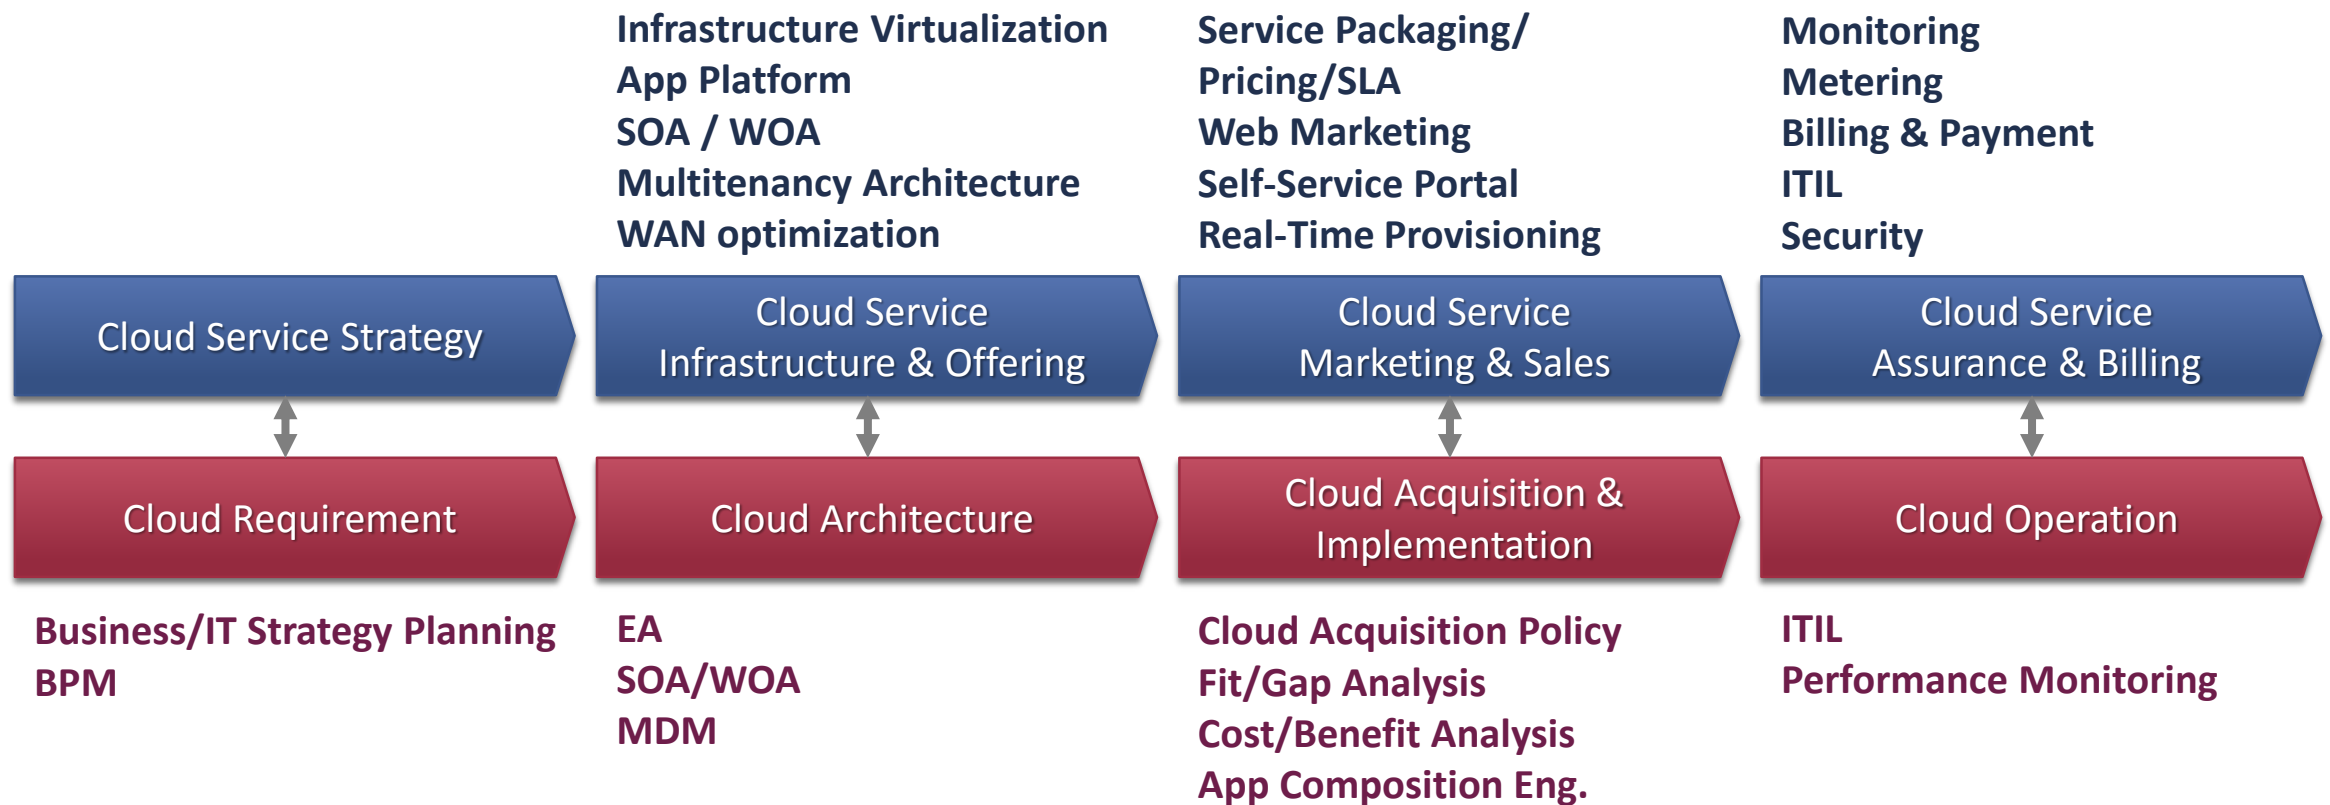 Infrastructure Virtualization
App Platform
SOA / WOA
Multitenancy Architecture
WAN optimization
Service Packaging/
Pricing/SLA
Web Marketing
Self-Service Portal
Real-Time Provisioning
Monitoring
Metering
Billing & Payment
ITIL
Security
Cloud Service Strategy
Cloud Service
Infrastructure & Offering
Cloud Service
Marketing & Sales
Cloud Service
Assurance & Billing
Cloud Requirement
Cloud Architecture
Cloud Acquisition &
Implementation
Cloud Operation
Business/IT Strategy Planning
BPM
EA
SOA/WOA
MDM
Cloud Acquisition Policy
Fit/Gap Analysis
Cost/Benefit Analysis
App Composition Eng.
ITIL
Performance Monitoring